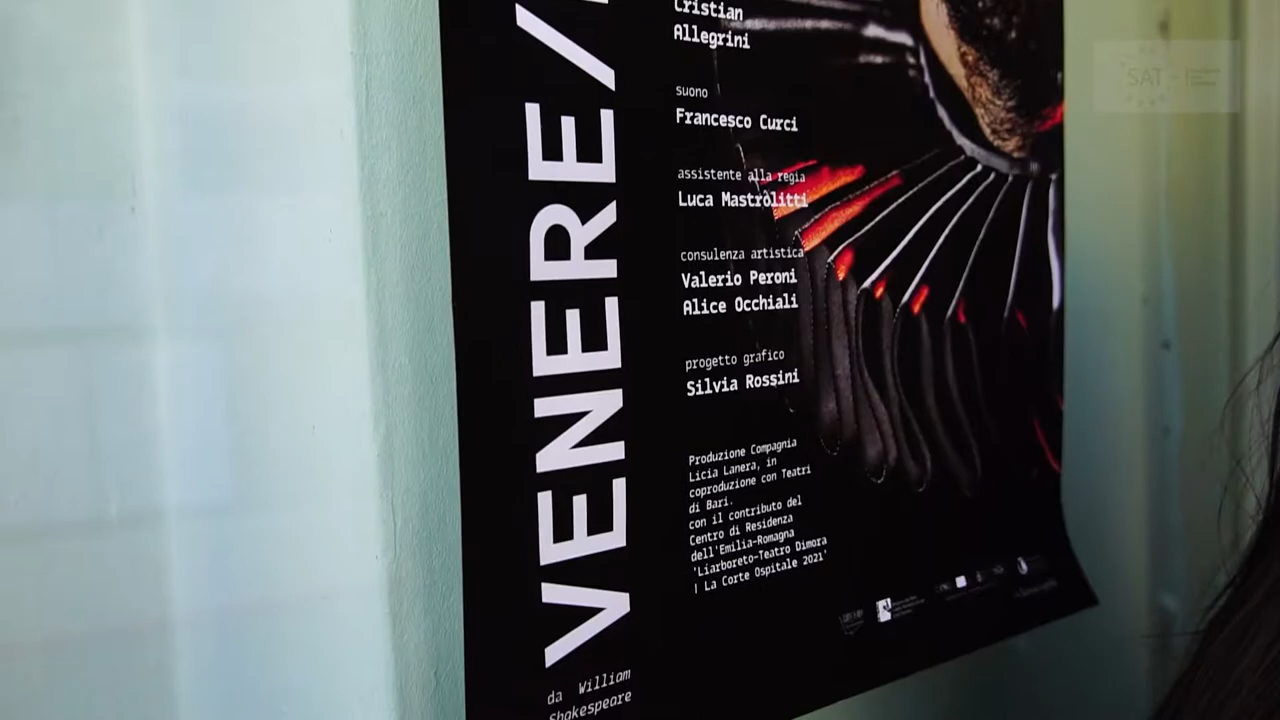 VENERE/
da William
Shakespeare
Cristian
Allegrini
suono
Francesco Curci
assistente alla regia
Luca Mastrolitti
consulenza artistica
Valerio Peroni
Alice Occhiali
progetto grafico
Silvia Rossini
Produzione Compagnia
Licia Lanera, in
coproduzione con Teatri
di Bari.
con il contributo del
Centro di Residenza
dell'Emilia-Romagna
'Liarboreto-Teatro Dimora
| La Corte Ospitale 2021'
SAT